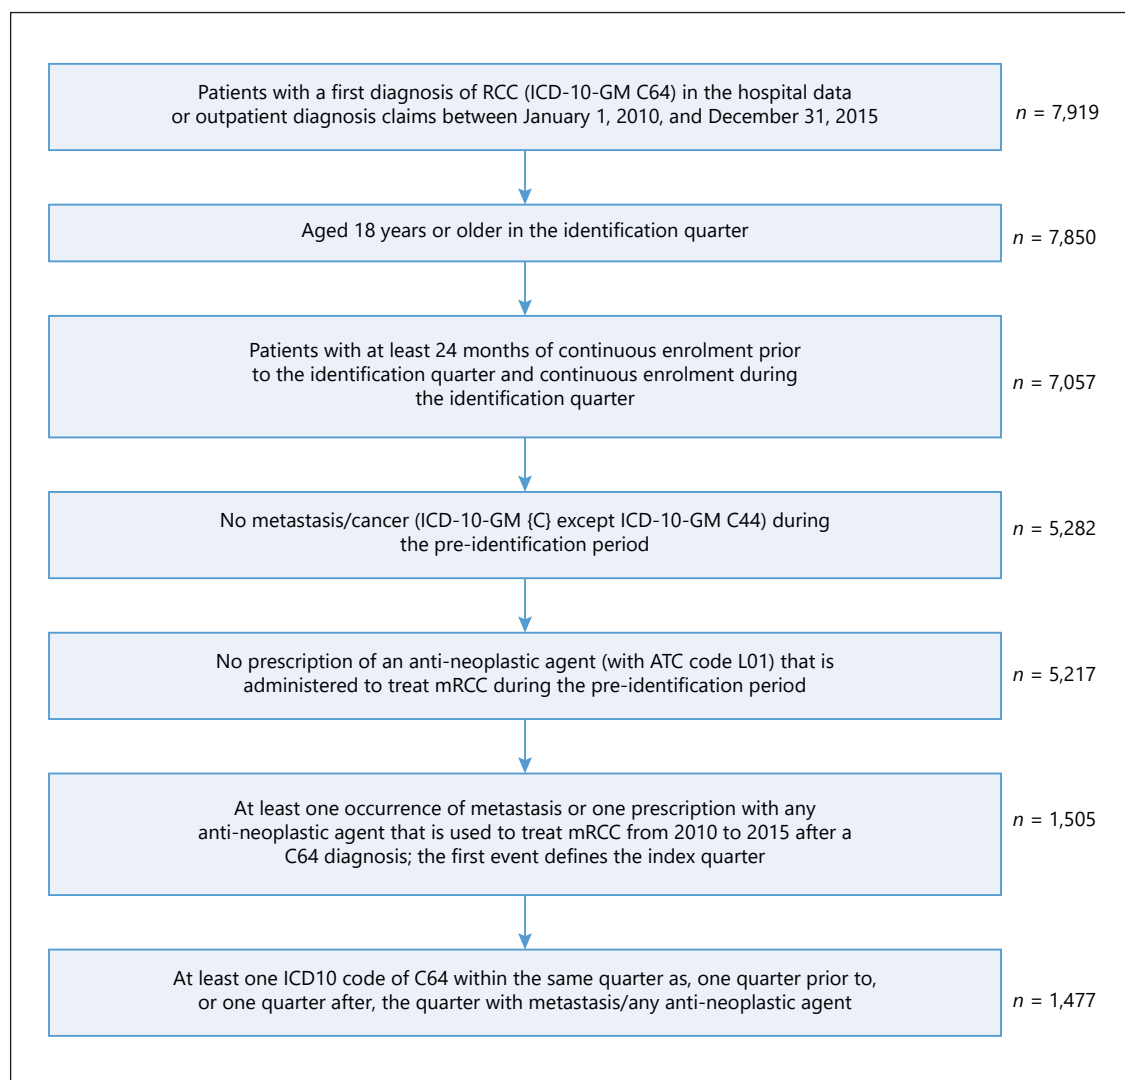 Patients with a first diagnosis of RCC (ICD-10-GM C64) in the hospital data
or outpatient diagnosis claims between January 1, 2010, and December 31, 2015
n = 7,919
Aged 18 years or older in the identification quarter
n = 7,850
Patients with at least 24 months of continuous enrolment prior
to the identification quarter and continuous enrolment during
the identification quarter
n = 7,057
No metastasis/cancer (ICD-10-GM {C} except ICD-10-GM C44) during
the pre-identification period
n = 5,282
No prescription of an anti-neoplastic agent (with ATC code L01) that is
administered to treat mRCC during the pre-identification period
n = 5,217
At least one occurrence of metastasis or one prescription with any
anti-neoplastic agent that is used to treat mRCC from 2010 to 2015 after a
C64 diagnosis; the first event defines the index quarter
n = 1,505
At least one ICD10 code of C64 within the same quarter as, one quarter prior to,
or one quarter after, the quarter with metastasis/any anti-neoplastic agent
n = 1,477